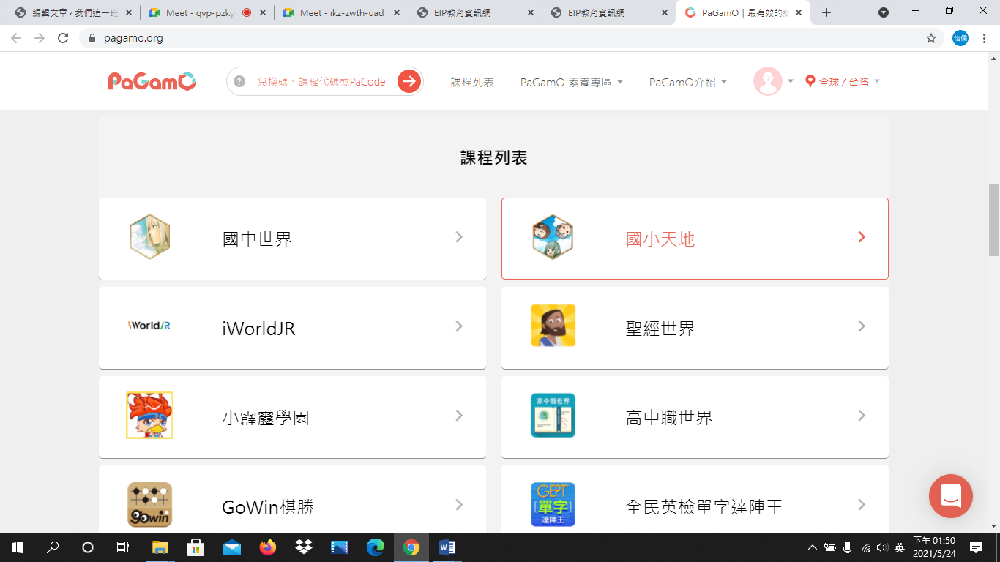 編輯文章 ‹ 我們這一班
Meet - qvp-pzky
Meet - ikz-zwth-uad
EIP教育資訊網
EIP教育資訊網
PaGamO | 最有效的
pagamo.org
怡儒
PaGamO
兌換碼、課程代碼或PaCode
課程列表
PaGamO 素養專區
PaGamO介紹
全球 / 台灣
課程列表
國中世界
國小天地
iWorldJR
iWorldJR
聖經世界
小霹靂學園
高中職世界
高中職世界
gowin
GoWin棋勝
GEPT
[單字]
達陣王
全民英檢單字達陣王
英
下午 01:50
2021/5/24